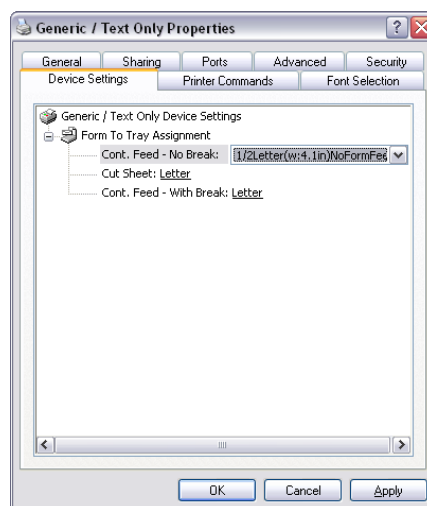 Generic / Text Only Properties
?
General Sharing Ports Advanced Security
Device Settings Printer Commands Font Selection
Generic / Text Only Device Settings
Form To Tray Assignment
Cont. Feed - No Break: 1/2Letter(w:4.1in)NoFormFee
Cut Sheet: Letter
Cont. Feed - With Break: Letter
OK Cancel Apply